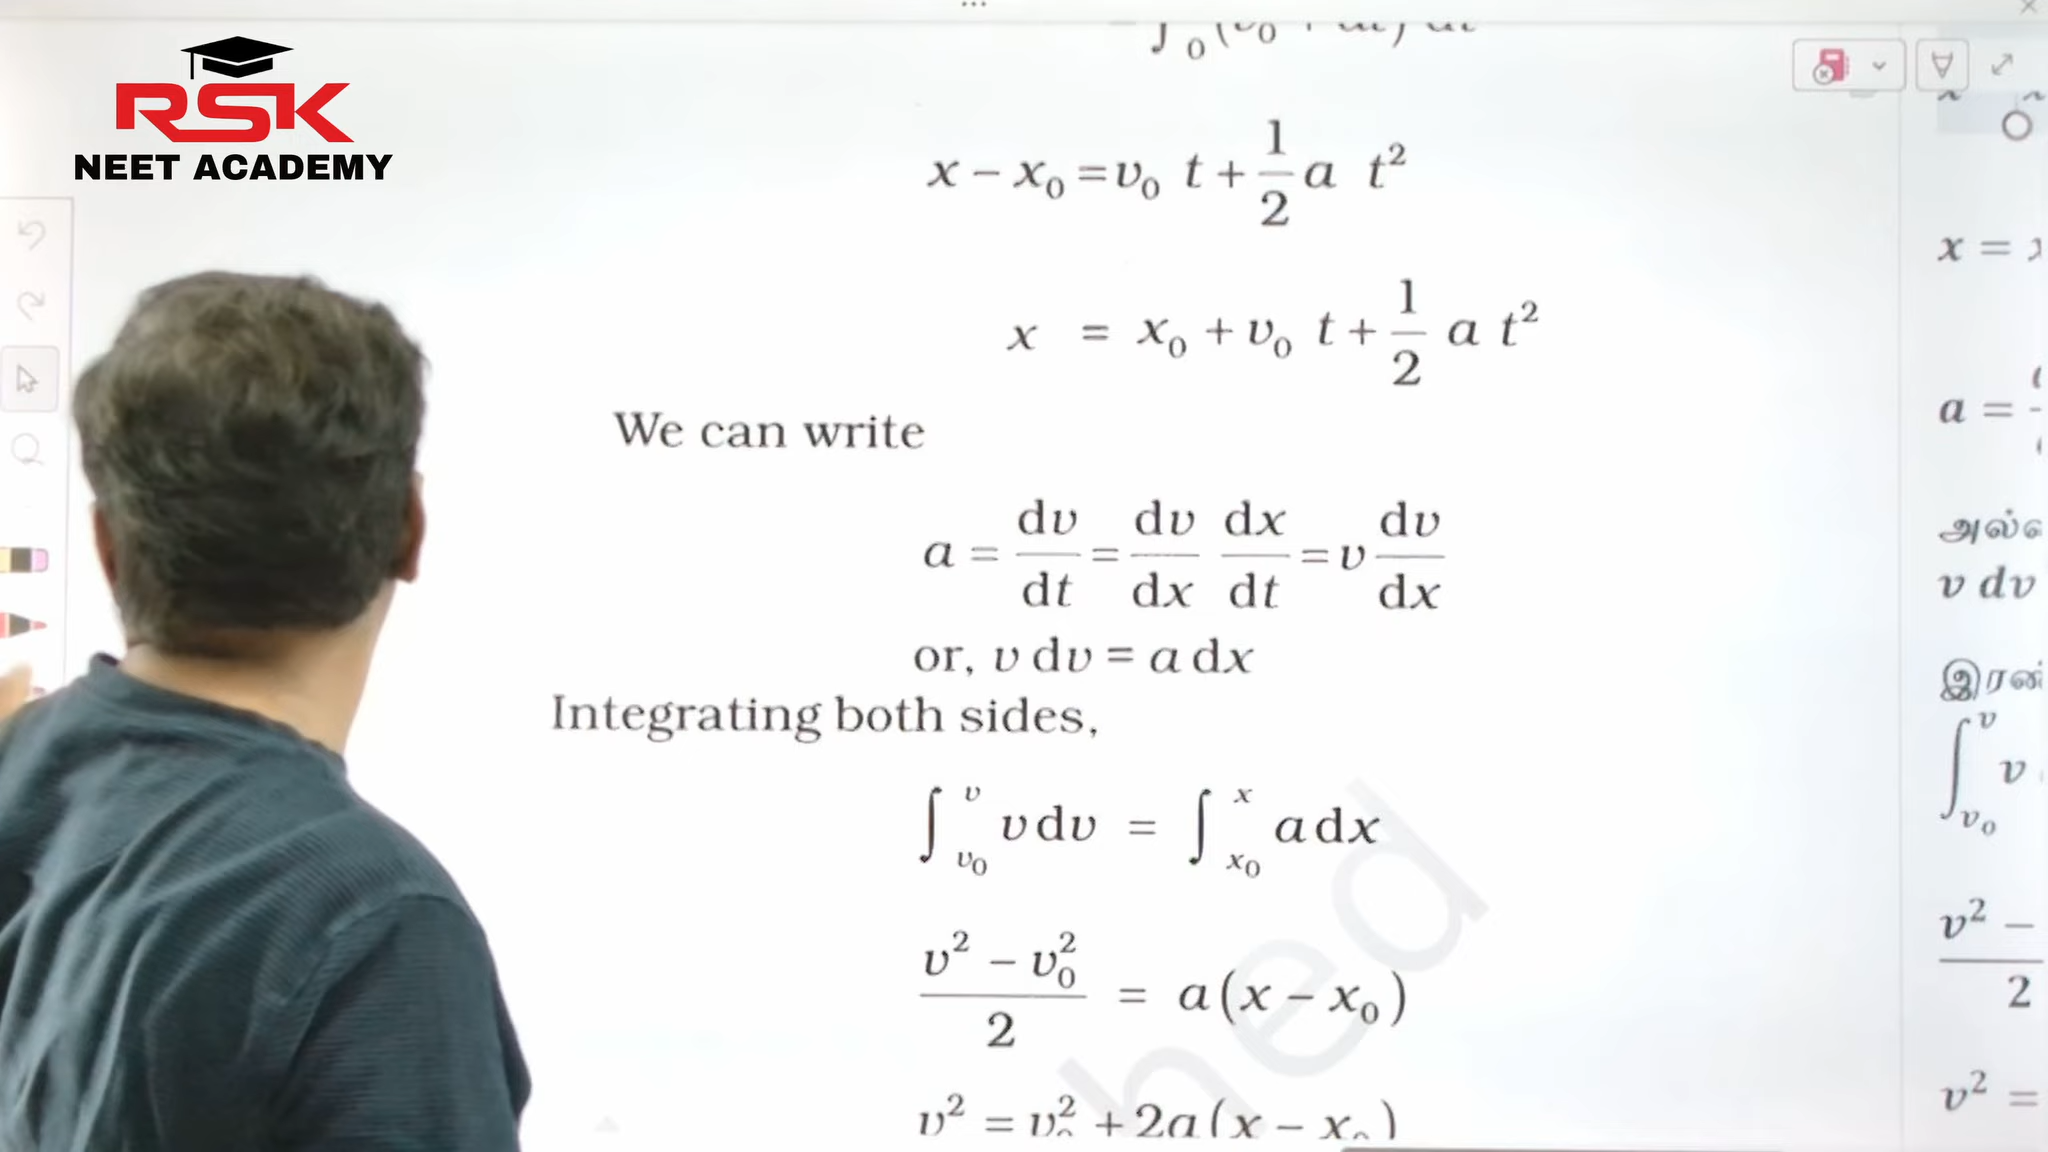 RSK
NEET ACADEMY
x − x₀ = v₀ t + 1/2 a t²
x = x₀ + v₀ t + 1/2 a t²
We can write
a = dv/dt = dv/dx dx/dt = v dv/dx
or, v dv = a dx
Integrating both sides,
∫_{v₀}^{v} v dv = ∫_{x₀}^{x} a dx
(v² − v₀²)/2 = a(x − x₀)
v² = v₀² + 2a(x − x₀)
x =
a =
v dv
∫_{v₀}^{v} v
v² −
2
v² =